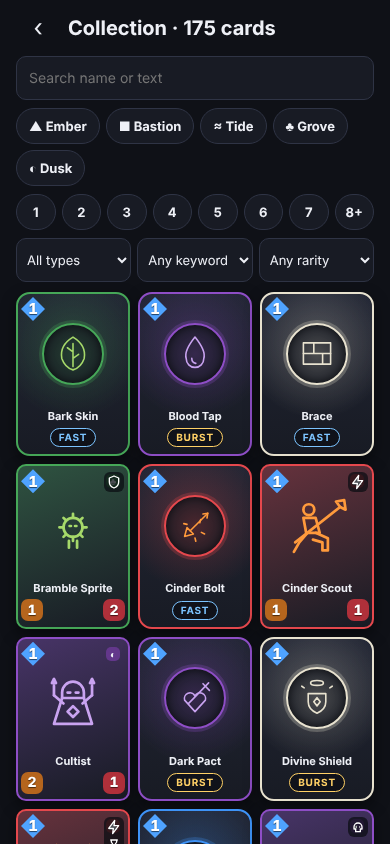 Collection · 175 cards
Search name or text
▲ Ember ■ Bastion ≈ Tide ♣ Grove
Dusk
1 2 3 4 5 6 7 8+
All types Any keyword Any rarity
1 1 1
Bark Skin Blood Tap Brace
FAST BURST FAST
1 1 1
Bramble Sprite Cinder Bolt Cinder Scout
1 2 FAST 1 1
1 1 1
Cultist Dark Pact Divine Shield
2 1 BURST BURST
1 1 1